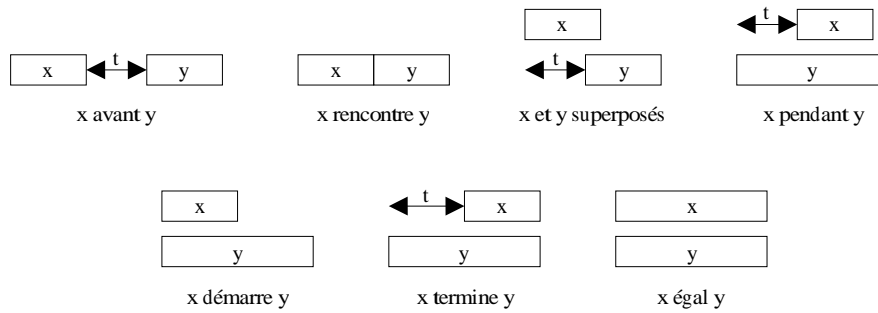 t t
x
x y x y t y y
x avant y x rencontre y x et y superposés x pendant y
x t x x
y y y
x démarre y x termine y x égal y